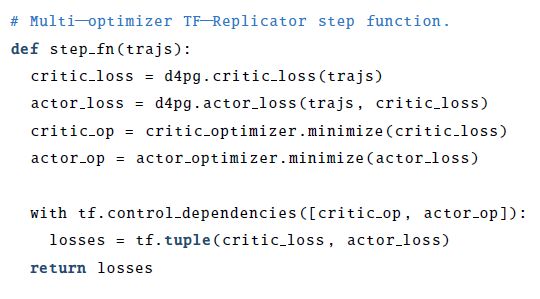 # Multi—optimizer TF—Replicator step function.
def step_fn(trajs):
  critic_loss = d4pg.critic_loss(trajs)
  actor_loss = d4pg.actor_loss(trajs, critic_loss)
  critic_op = critic_optimizer.minimize(critic_loss)
  actor_op = actor_optimizer.minimize(actor_loss)

  with tf.control_dependencies([critic_op, actor_op]):
    losses = tf.tuple(critic_loss, actor_loss)
  return losses